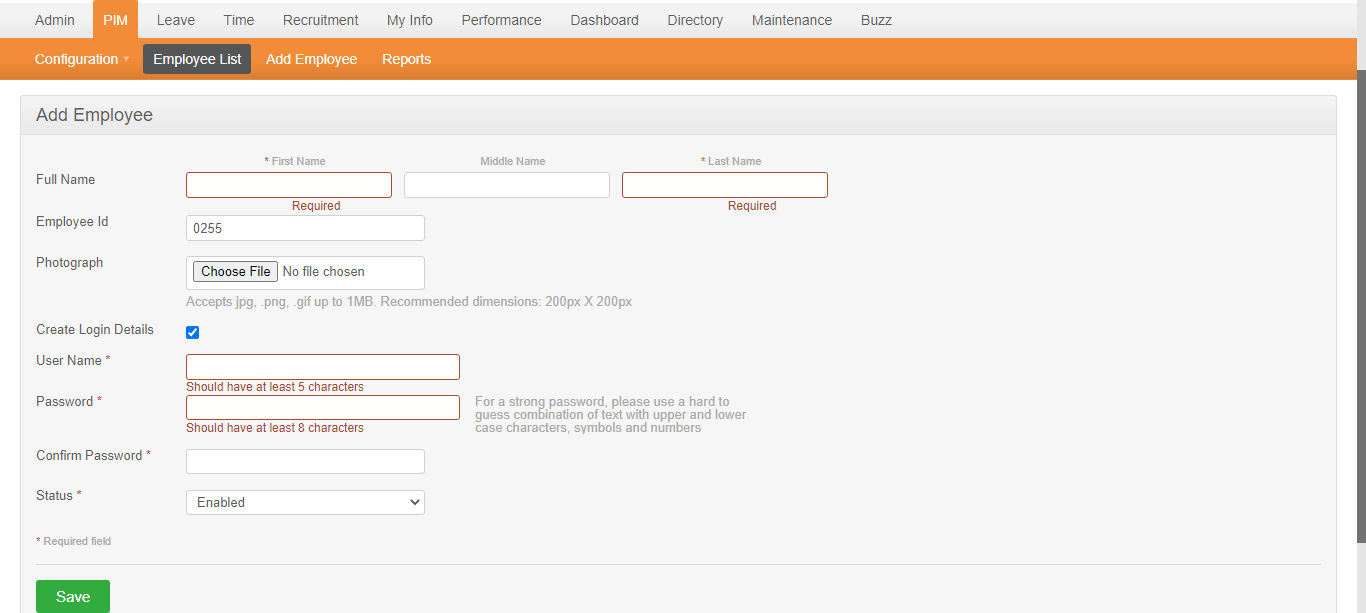 Admin PIM Leave Time Recruitment My Info Performance Dashboard Directory Maintenance Buzz
Configuration Employee List Add Employee Reports
Add Employee
* First Name Middle Name * Last Name
Full Name
Required Required
Employee Id 0255
Photograph Choose File No file chosen
Accepts jpg, .png, .gif up to 1MB. Recommended dimensions: 200px X 200px
Create Login Details
User Name *
Should have at least 5 characters
Password *
For a strong password, please use a hard to
guess combination of text with upper and lower
case characters, symbols and numbers
Should have at least 8 characters
Confirm Password *
Status * Enabled
* Required field
Save